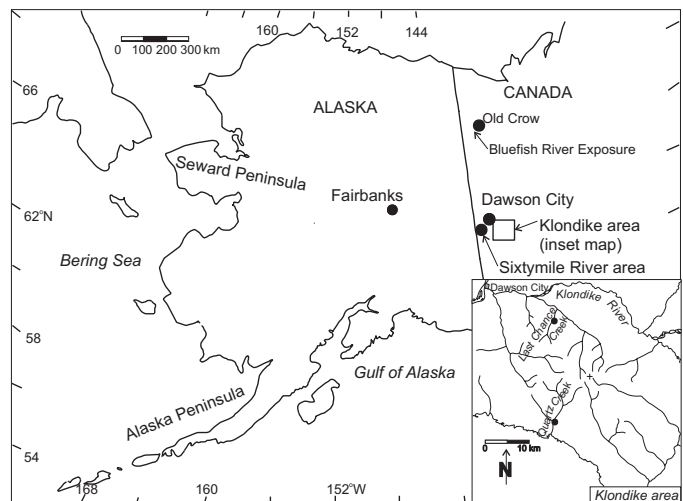 160
152
144
0 100 200 300 km
66
ALASKA
CANADA
Old Crow
Bluefish River Exposure
Seward Peninsula
Fairbanks
Dawson City
62°N
Klondike area
(inset map)
Bering Sea
Sixtymile River area
Dawson City
Klondike
River
Last Chance
Creek
58
Gulf of Alaska
Alaska Peninsula
Quartz Creek
0 10 km
N
54
168
160
152°W
Klondike area